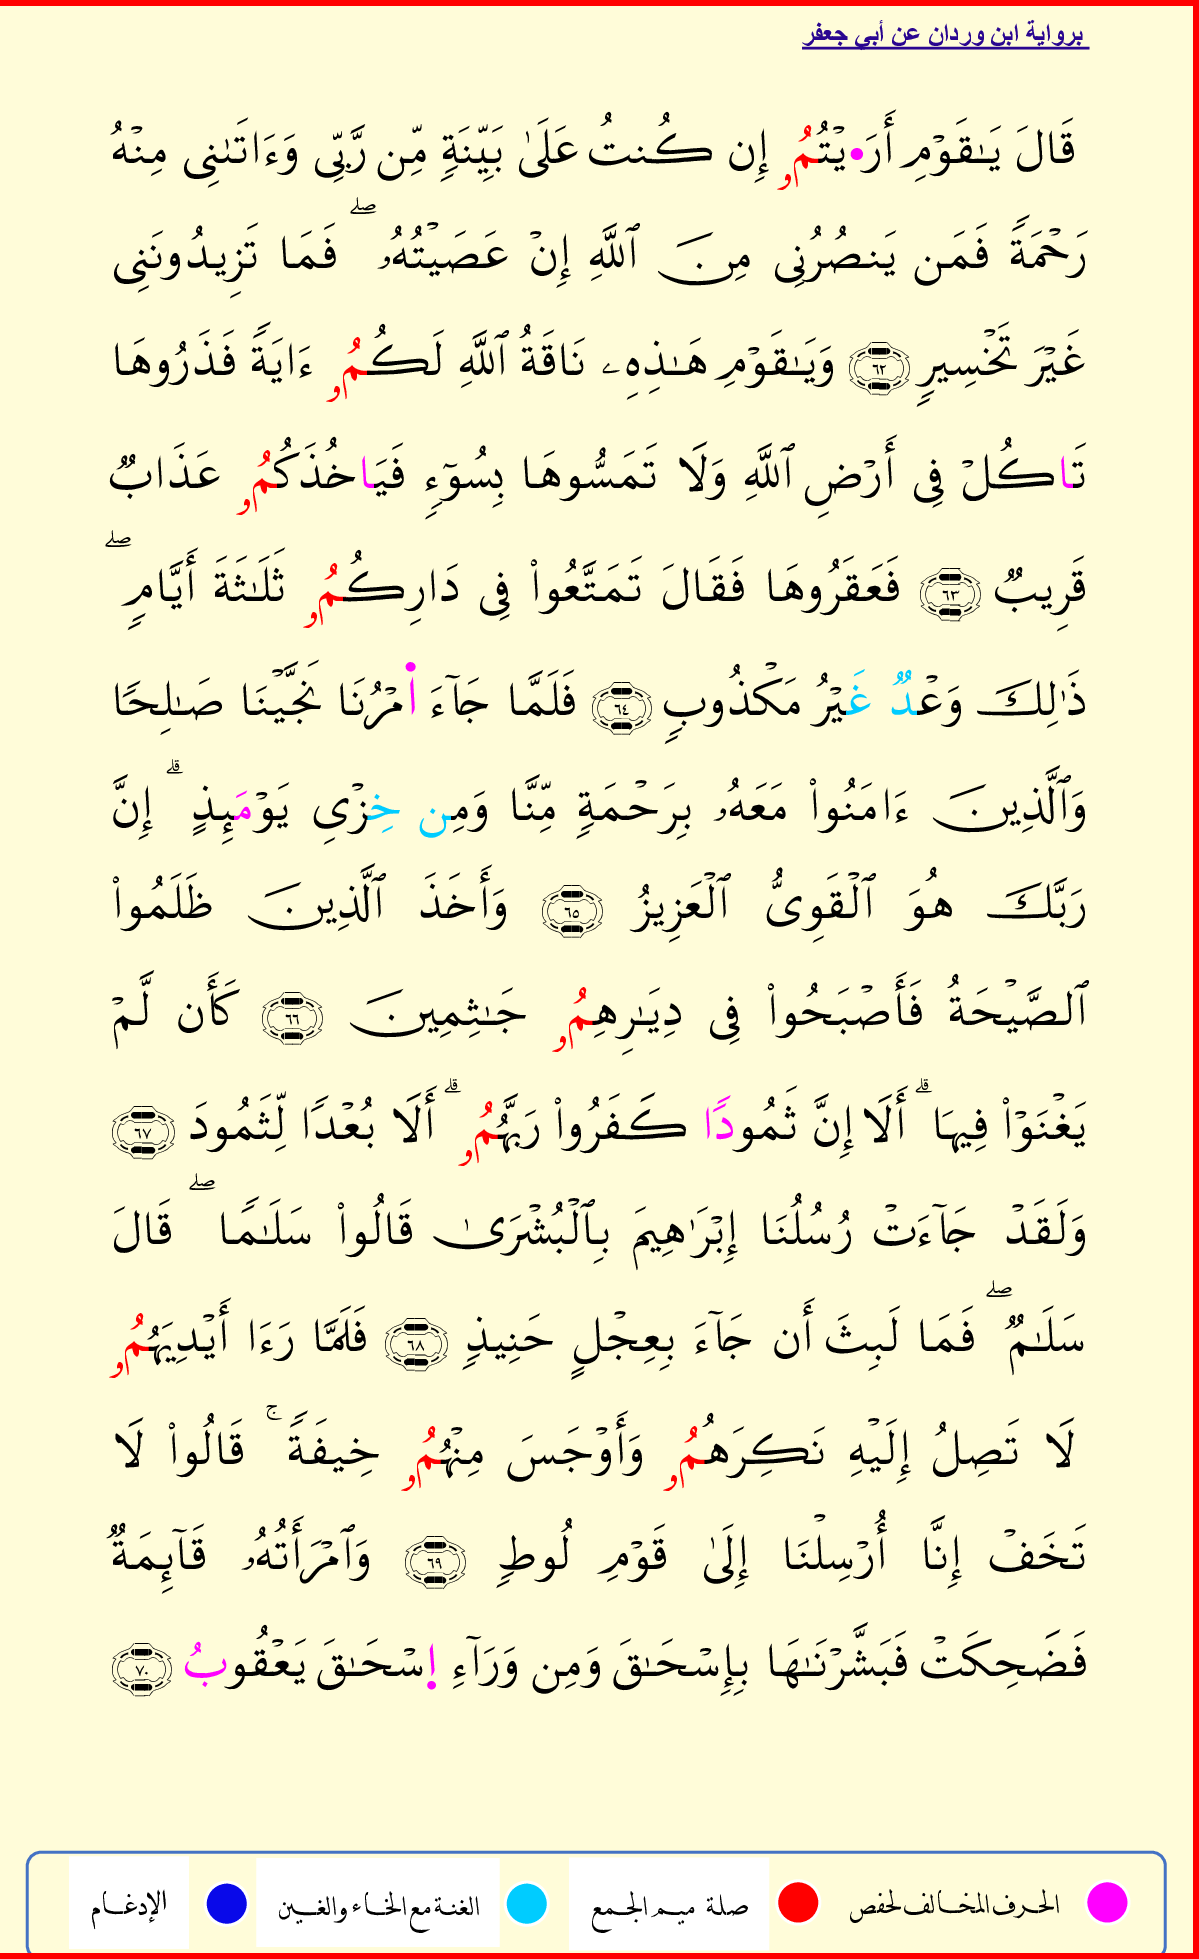 برواية ابن وردان عن أبي جعفر
قَالَ يَـٰقَوۡمِ أَرَ•يۡتُمُۥ إِن كُنتُ عَلَىٰ بَيِّنَةٖ مِّن رَّبِّي وَءَاتَىٰنِي مِنۡهُ
رَحۡمَةٗ فَمَن يَنصُرُنِي مِنَ ٱللَّهِ إِنۡ عَصَيۡتُهُۥۖ فَمَا تَزِيدُونَنِي
غَيۡرَ تَخۡسِيرٖ ٦٢ وَيَـٰقَوۡمِ هَـٰذِهِۦ نَاقَةُ ٱللَّهِ لَكُمُۥ ءَايَةٗ فَذَرُوهَا
تَاكُلۡ فِي أَرۡضِ ٱللَّهِ وَلَا تَمَسُّوهَا بِسُوٓءٖ فَيَاخُذَكُمُۥ عَذَابٞ
قَرِيبٞ ٦٣ فَعَقَرُوهَا فَقَالَ تَمَتَّعُواْ فِي دَارِكُمُۥ ثَلَـٰثَةَ أَيَّامٖۖ
ذَٰلِكَ وَعۡدٌ غَيۡرُ مَكۡذُوبٖ ٦٤ فَلَمَّا جَآءَ اَ۬مۡرُنَا نَجَّيۡنَا صَـٰلِحٗا
وَٱلَّذِينَ ءَامَنُواْ مَعَهُۥ بِرَحۡمَةٖ مِّنَّا وَمِن خِزۡيِ يَوۡمَئِذٍۗ إِنَّ
رَبَّكَ هُوَ ٱلۡقَوِيُّ ٱلۡعَزِيزُ ٦٥ وَأَخَذَ ٱلَّذِينَ ظَلَمُواْ
ٱلصَّيۡحَةُ فَأَصۡبَحُواْ فِي دِيَـٰرِهِمُۥ جَـٰثِمِينَ ٦٦ كَأَن لَّمۡ
يَغۡنَوۡاْ فِيهَاۗ أَلَا إِنَّ ثَمُودٗا كَفَرُواْ رَبَّهُمُۥۗ أَلَا بُعۡدٗا لِّثَمُودَ ٦٧
وَلَقَدۡ جَآءَتۡ رُسُلُنَا إِبۡرَٰهِيمَ بِٱلۡبُشۡرَىٰ قَالُواْ سَلَـٰمٗاۖ قَالَ
سَلَـٰمٞۖ فَمَا لَبِثَ أَن جَآءَ بِعِجۡلٍ حَنِيذٖ ٦٨ فَلَمَّا رَءَا أَيۡدِيَهُمُۥ
لَا تَصِلُ إِلَيۡهِ نَكِرَهُمُۥ وَأَوۡجَسَ مِنۡهُمُۥ خِيفَةٗۚ قَالُواْ لَا
تَخَفۡ إِنَّا أُرۡسِلۡنَا إِلَىٰ قَوۡمِ لُوطٖ ٦٩ وَٱمۡرَأَتُهُۥ قَآئِمَةٞ
فَضَحِكَتۡ فَبَشَّرۡنَـٰهَا بِإِسۡحَـٰقَ وَمِن وَرَآءِ اِ۪سۡحَـٰقَ يَعۡقُوبُ ٧٠
الحرف المخالف لحفص صلة ميم الجمع الغنة مع الخاء والغين الإدغام